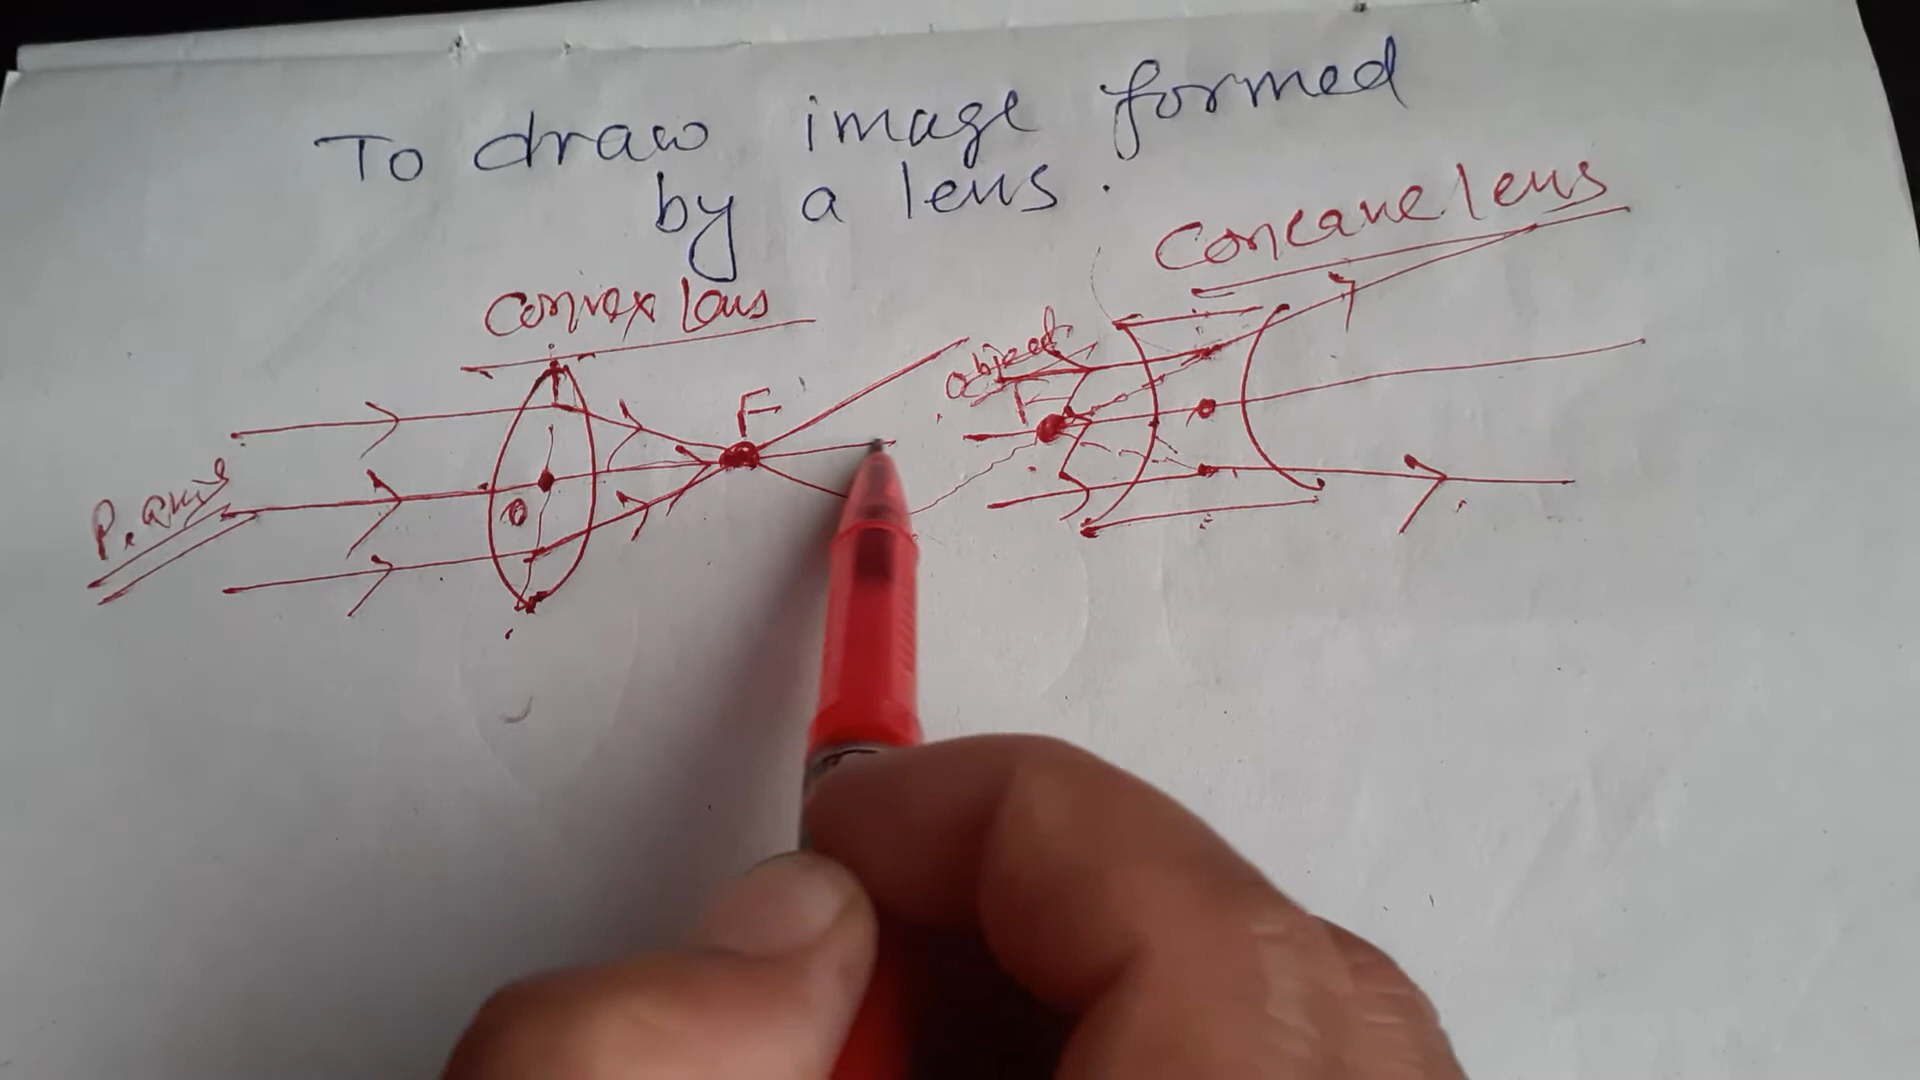 To draw image formed
by a lens.
Concave lens
Convex lens
object
F
F
P. axis
O